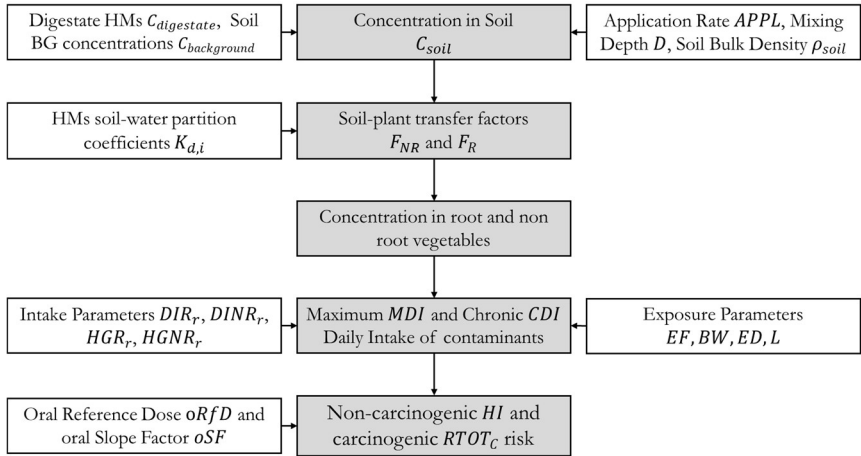 Digestate HMs C_digestate, Soil
BG concentrations C_background
Concentration in Soil
C_soil
Application Rate APPL, Mixing
Depth D, Soil Bulk Density ρ_soil
HMs soil-water partition
coefficients K_d,i
Soil-plant transfer factors
F_NR and F_R
Concentration in root and non
root vegetables
Intake Parameters DIR_r, DINR_r,
HGR_r, HGNR_r
Maximum MDI and Chronic CDI
Daily Intake of contaminants
Exposure Parameters
EF, BW, ED, L
Oral Reference Dose oRfD and
oral Slope Factor oSF
Non-carcinogenic HI and
carcinogenic RTOT_C risk